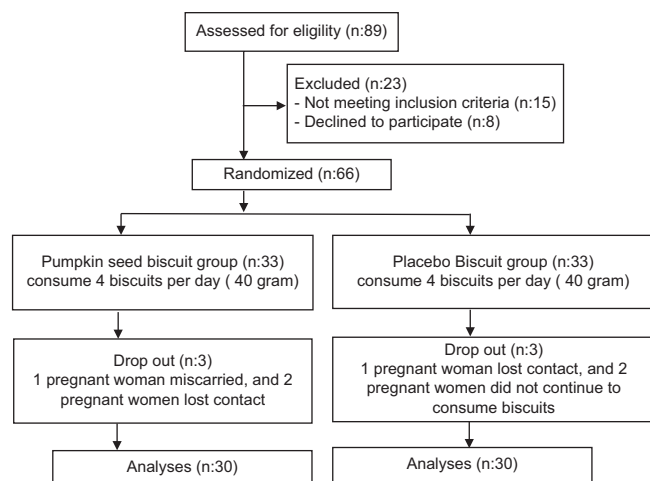 Assessed for eligility (n:89)
Excluded (n:23)
- Not meeting inclusion criteria (n:15)
- Declined to participate (n:8)
Randomized (n:66)
Pumpkin seed biscuit group (n:33)
consume 4 biscuits per day ( 40 gram)
Placebo Biscuit group (n:33)
consume 4 biscuits per day ( 40 gram)
Drop out (n:3)
1 pregnant woman miscarried, and 2
pregnant women lost contact
Drop out (n:3)
1 pregnant woman lost contact, and 2
pregnant women did not continue to
consume biscuits
Analyses (n:30)
Analyses (n:30)